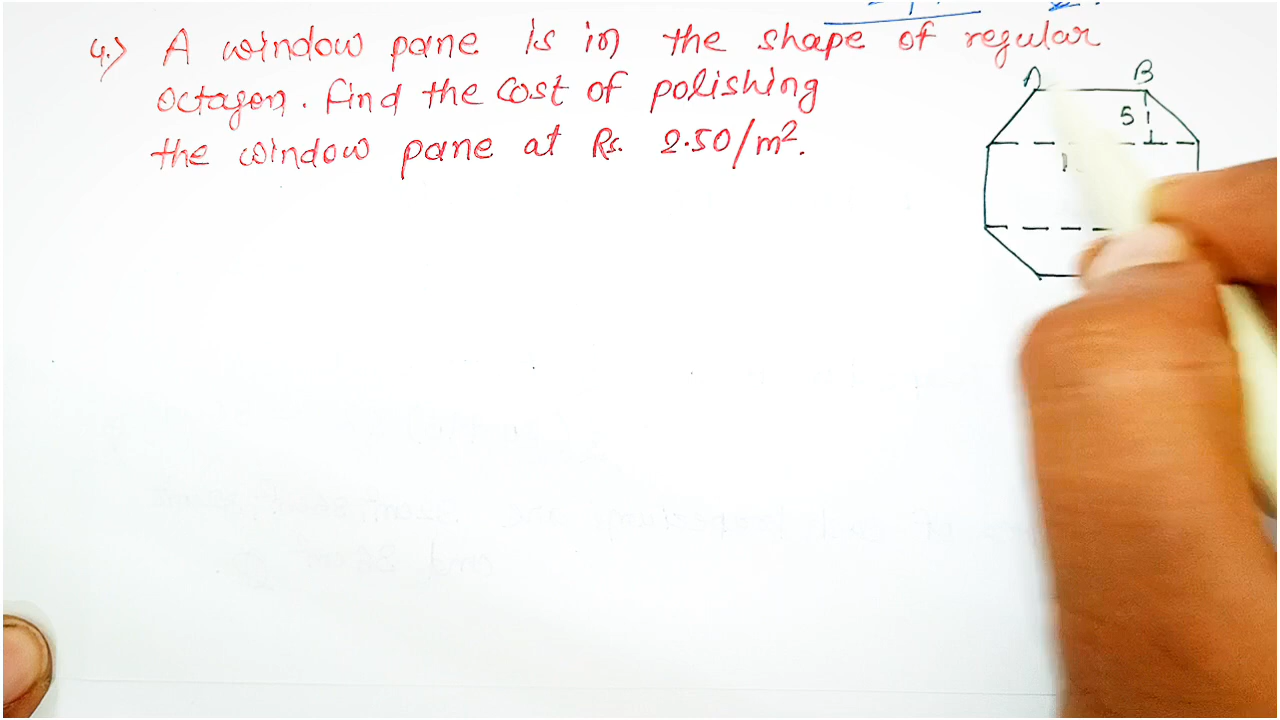 4.) A window pane is in the shape of regular
octagon. Find the cost of polishing
the window pane at Rs. 2.50/m².
A B
5